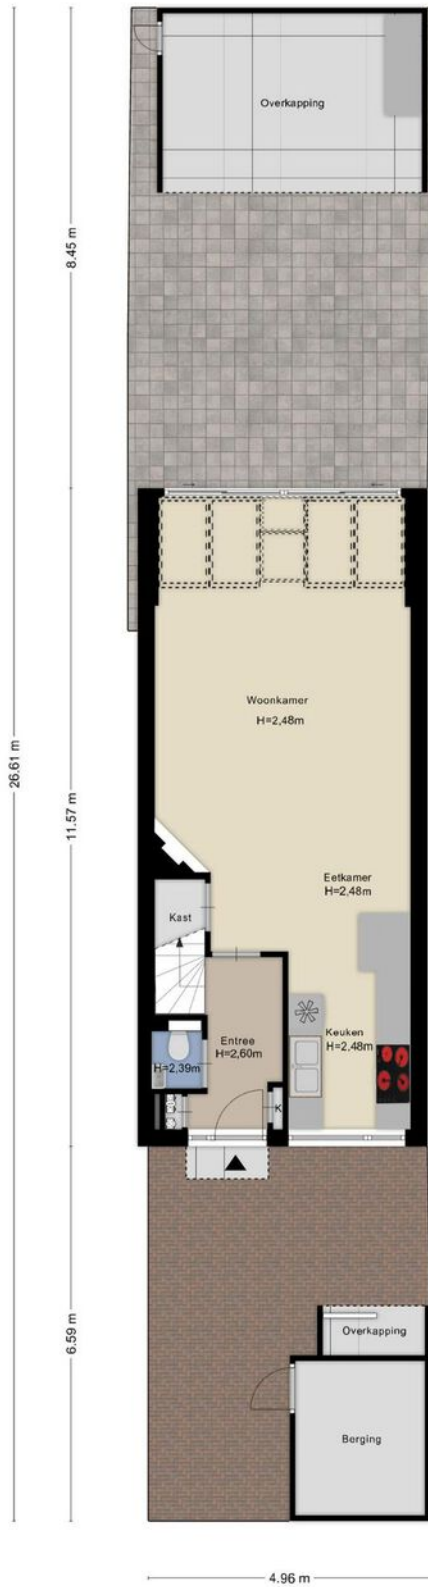 Overkapping
8.45 m
Woonkamer
H=2,48m
26.61 m
11.57 m
Eetkamer
H=2,48m
Kast
Entree
H=2,60m
Keuken
H=2,48m
H=2,39m
K
6.59 m
Overkapping
Berging
4.96 m